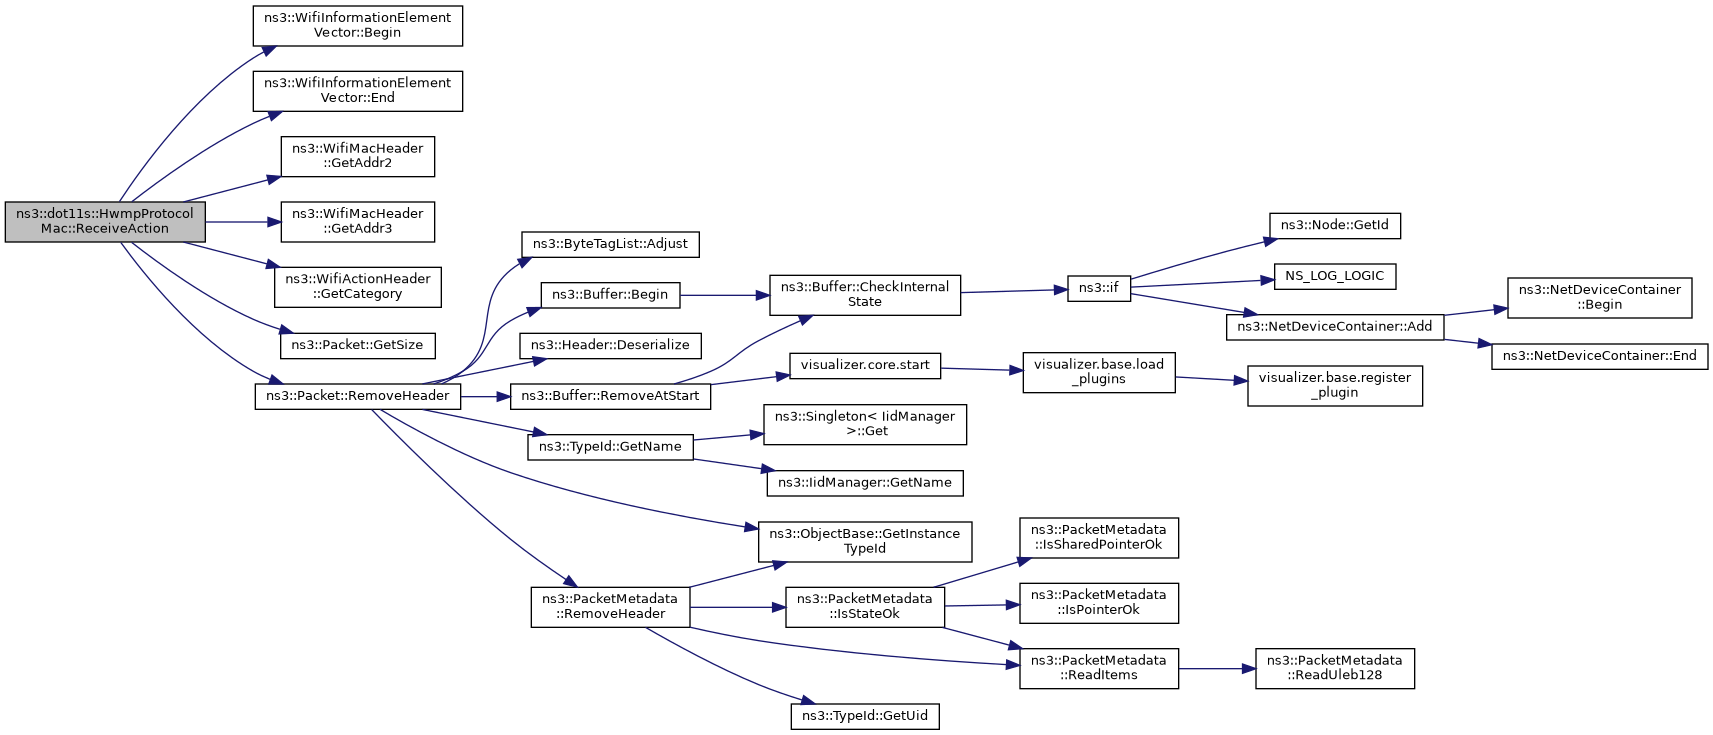 ns3::WifiInformationElement
Vector::Begin
ns3::WifiInformationElement
Vector::End
ns3::WifiMacHeader
::GetAddr2
ns3::dot11s::HwmpProtocol
Mac::ReceiveAction
ns3::WifiMacHeader
::GetAddr3
ns3::WifiActionHeader
::GetCategory
ns3::Packet::GetSize
ns3::Packet::RemoveHeader
ns3::ByteTagList::Adjust
ns3::Buffer::Begin
ns3::Header::Deserialize
ns3::Buffer::RemoveAtStart
ns3::TypeId::GetName
ns3::PacketMetadata
::RemoveHeader
ns3::Buffer::CheckInternal
State
visualizer.core.start
ns3::Singleton< IidManager
>::Get
ns3::IidManager::GetName
ns3::ObjectBase::GetInstance
TypeId
ns3::PacketMetadata
::IsStateOk
ns3::TypeId::GetUid
ns3::if
visualizer.base.load
_plugins
ns3::PacketMetadata
::IsSharedPointerOk
ns3::PacketMetadata
::IsPointerOk
ns3::PacketMetadata
::ReadItems
ns3::Node::GetId
NS_LOG_LOGIC
ns3::NetDeviceContainer::Add
visualizer.base.register
_plugin
ns3::PacketMetadata
::ReadUleb128
ns3::NetDeviceContainer
::Begin
ns3::NetDeviceContainer::End